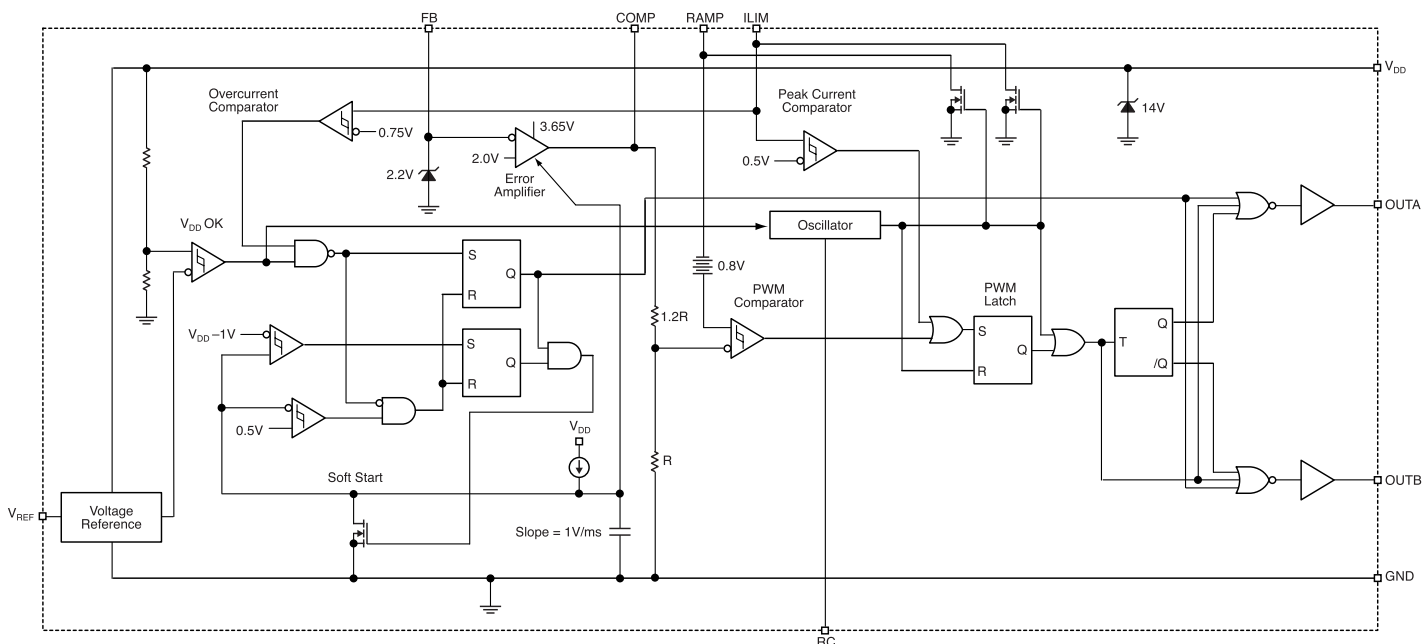 FB
COMP
RAMP
ILIM
VDD
Overcurrent
Comparator
0.75V
3.65V
2.0V
Error
Amplifier
2.2V
Peak Current
Comparator
0.5V
14V
OUTA
VDD OK
Oscillator
0.8V
S
Q
R
PWM
Comparator
1.2R
PWM
Latch
S
Q
R
T
Q
/Q
VDD –1V
S
Q
R
0.5V
VDD
R
Soft Start
OUTB
VREF
Voltage
Reference
Slope = 1V/ms
GND
RC